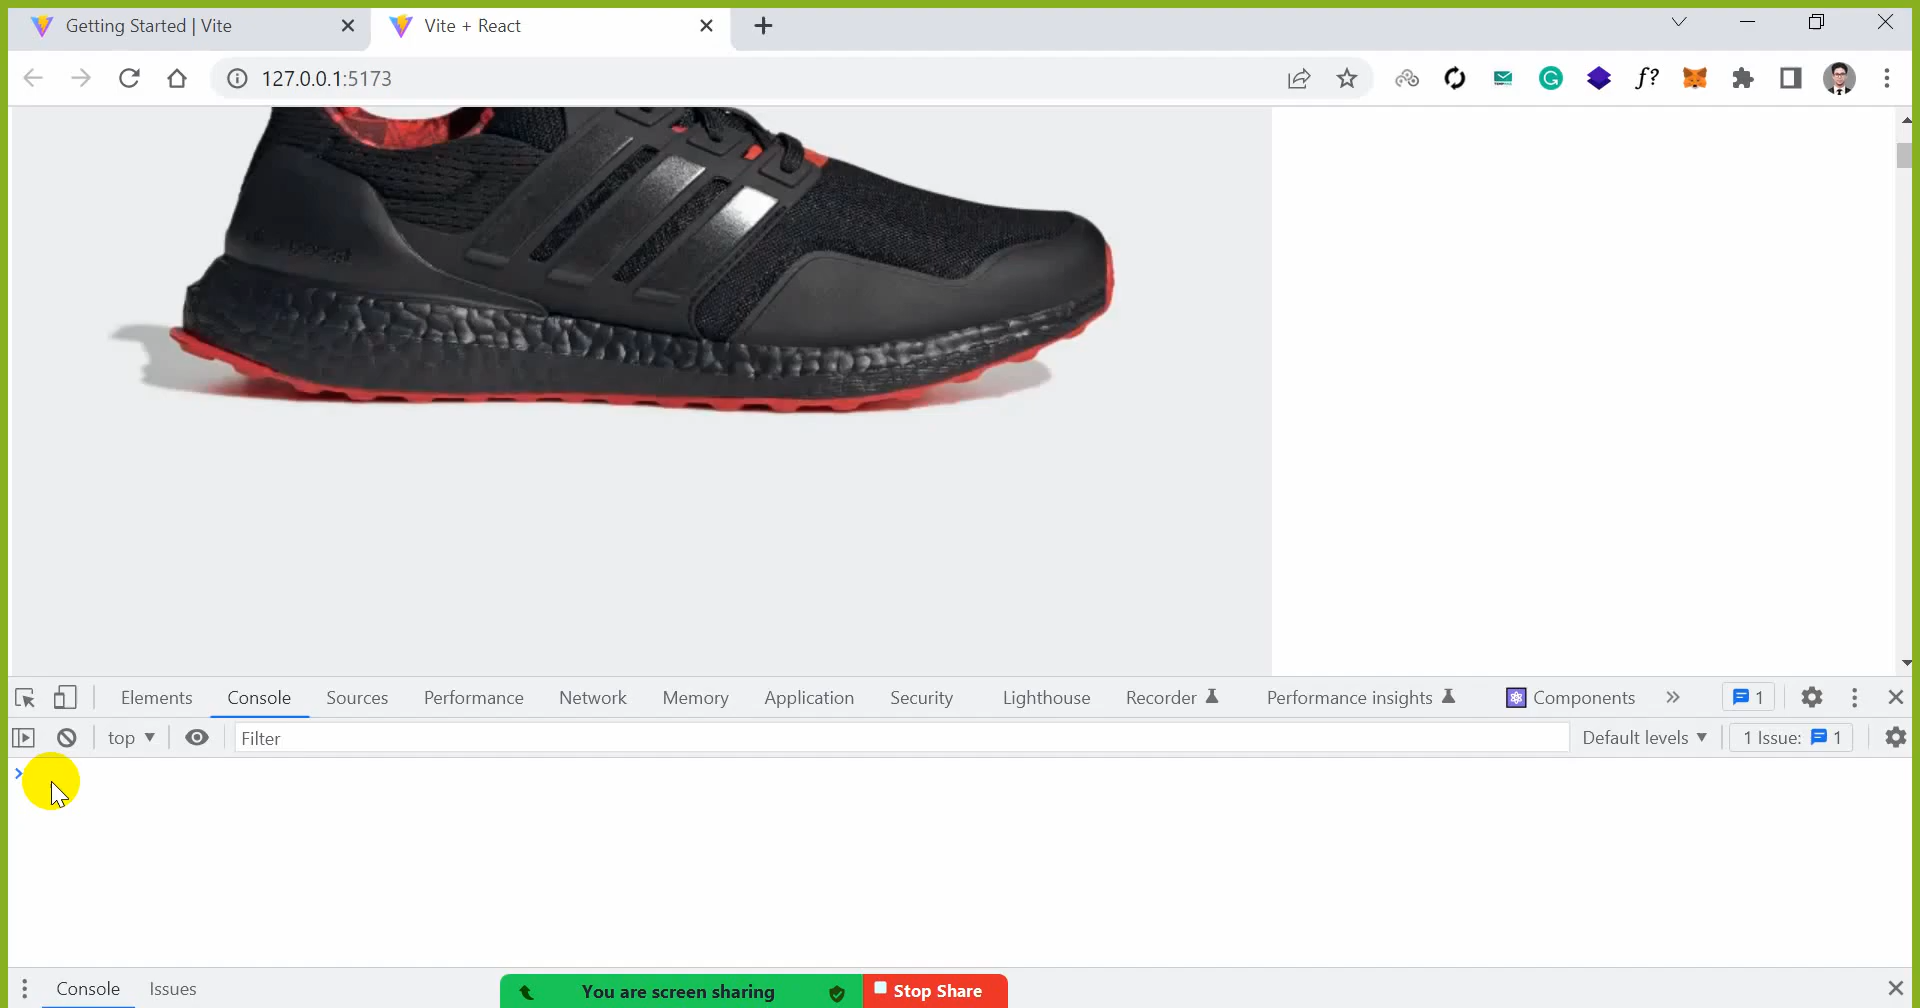 Getting Started | Vite
Vite + React
127.0.0.1:5173
f?
Elements Console Sources Performance Network Memory Application Security Lighthouse Recorder Performance insights Components » 1
top Filter Default levels 1 Issue: 1
Console Issues
You are screen sharing Stop Share